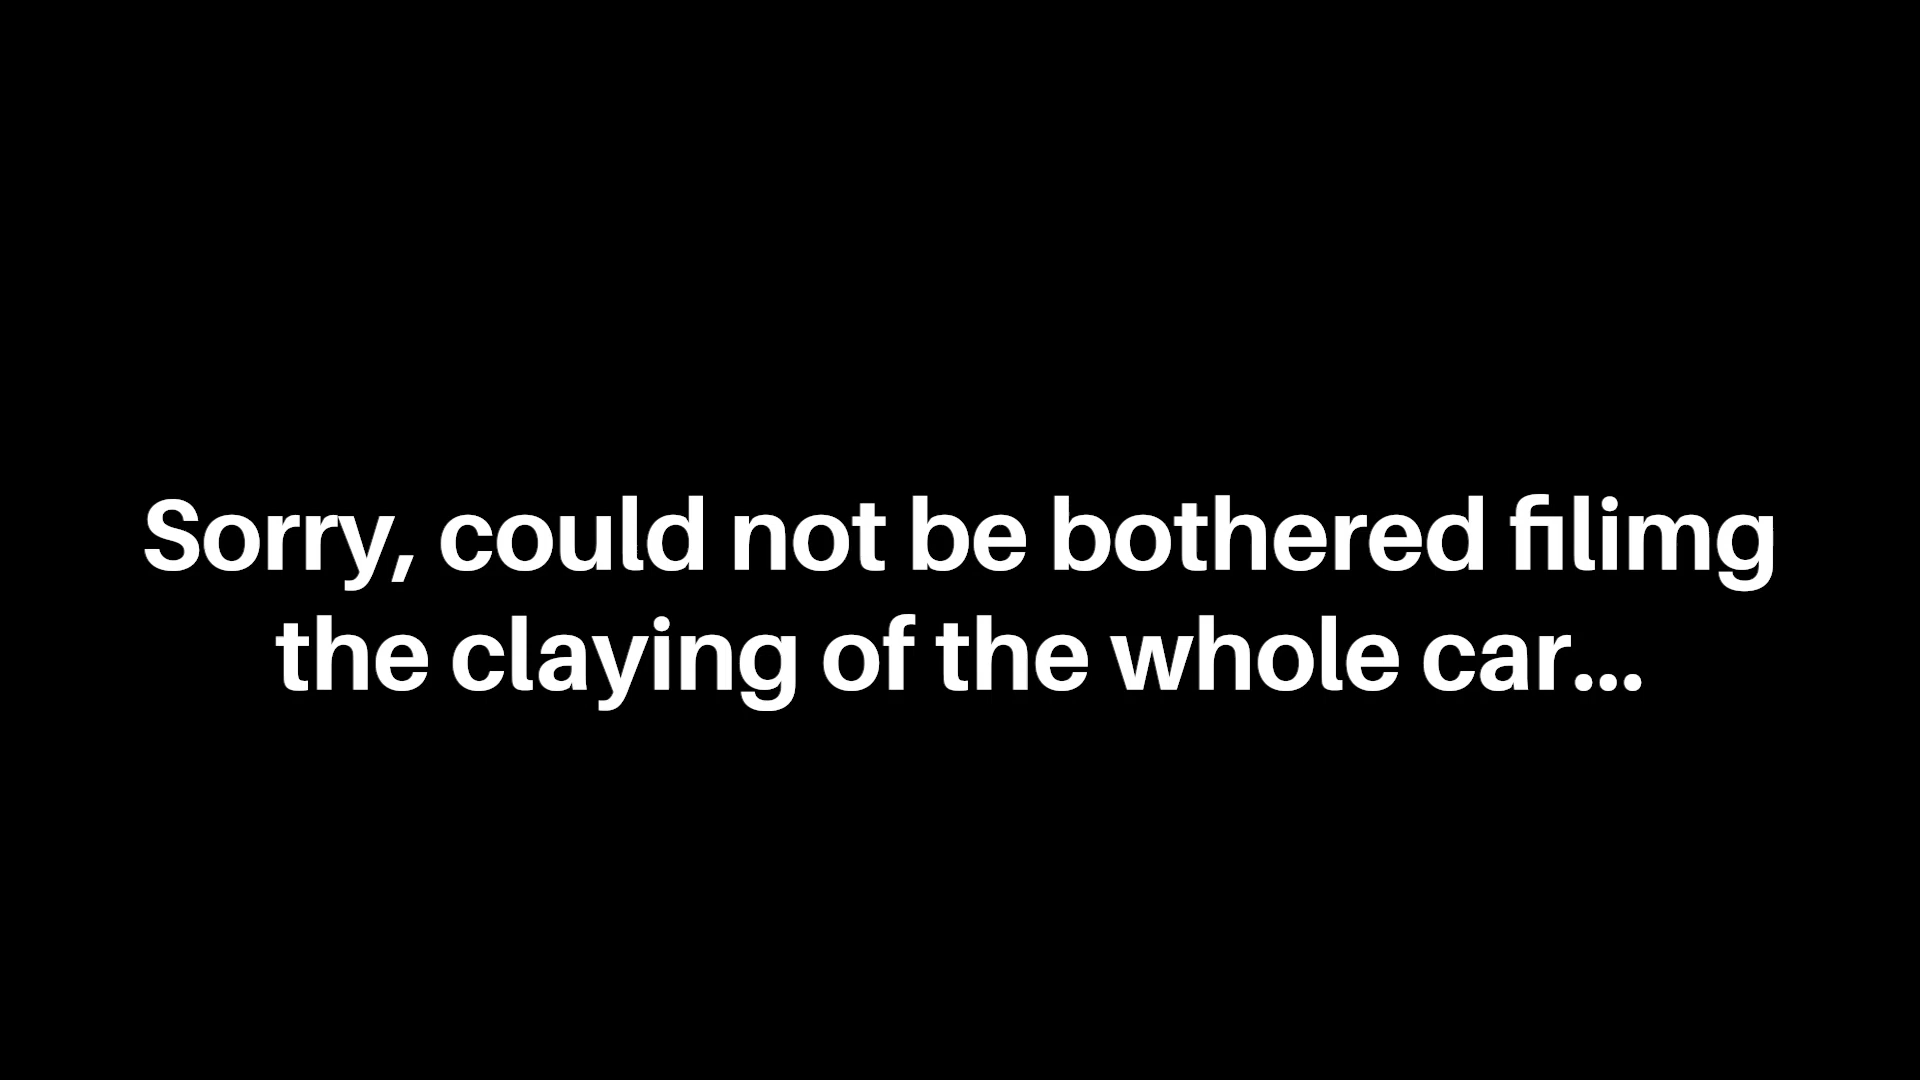 Sorry, could not be bothered filimg
the claying of the whole car...